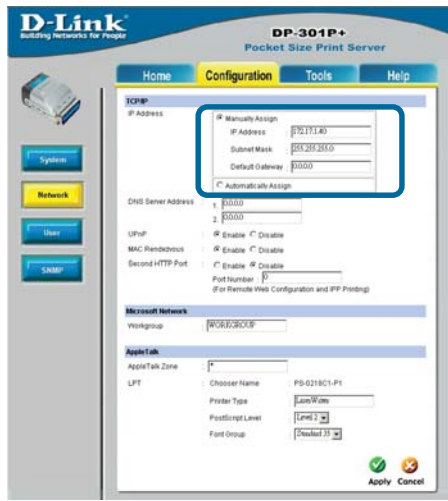 D-Link
Building Networks for People
DP-301P+
Pocket Size Print Server
Home Configuration Tools Help
System
Network
User
SNMP
TCP/IP
IP Address : Manually Assign
IP Address : 172.17.1.40
Subnet Mask : 255.255.255.0
Default Gateway : 0.0.0.0
Automatically Assign
DNS Server Address : 1. 0.0.0.0
2. 0.0.0.0
UPnP : Enable Disable
MAC Rendezvous : Enable Disable
Second HTTP Port : Enable Disable
Port Number 0
(For Remote Web Configuration and IPP Printing)
Microsoft Network
Workgroup : WORKGROUP
AppleTalk
AppleTalk Zone : *
LPT : Chooser Name : PS-0218C1-P1
Printer Type : LaserWriter
PostScript Level : Level 2
Font Group : Standard 35
Apply Cancel